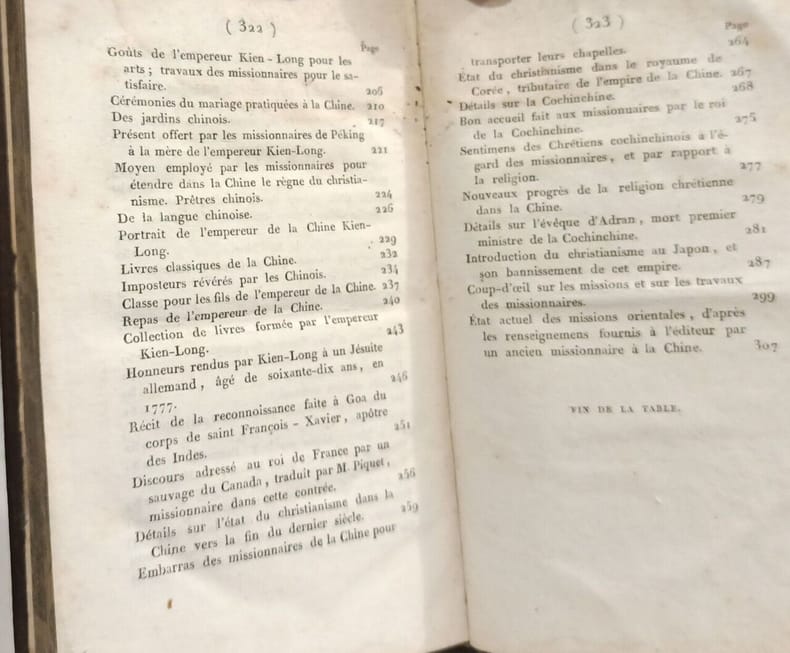 ( 322 )
Page
Goûts de l'empereur Kien-Long pour les
arts ; travaux des missionnaires pour le sa-
tisfaire. 206
Cérémonies du mariage pratiquées à la Chine. 210
Des jardins chinois. 217
Présent offert par les missionnaires de Péking
à la mère de l'empereur Kien-Long. 221
Moyen employé par les missionnaires pour
étendre dans la Chine le règne du christia-
nisme. Prêtres chinois. 224
De la langue chinoise. 226
Portrait de l'empereur de la Chine Kien-
Long. 229
Livres classiques de la Chine. 232
Imposteurs révérés par les Chinois. 234
Classe pour les fils de l'empereur de la Chine. 237
Repas de l'empereur de la Chine. 240
Collection de livres formée par l'empereur
Kien-Long. 243
Honneurs rendus par Kien-Long à un Jésuite
allemand, âgé de soixante-dix ans, en
1777. 246
Récit de la reconnoissance faite à Goa du
corps de saint François-Xavier, apôtre
des Indes. 251
Discours adressé au roi de France par un
sauvage du Canada, traduit par M. Piquet,
missionnaire dans cette contrée. 256
Détails sur l'état du christianisme dans la
Chine vers la fin du dernier siècle. 259
Embarras des missionnaires de la Chine pour
( 323 )
Page
transporter leurs chapelles. 264
État du christianisme dans le royaume de
Corée, tributaire de l'empire de la Chine. 267
Détails sur la Cochinchine. 268
Bon accueil fait aux missionnaires par le roi
de la Cochinchine. 275
Sentimens des Chrétiens cochinchinois à l'é-
gard des missionnaires, et par rapport à
la religion. 277
Nouveaux progrès de la religion chrétienne
dans la Chine. 279
Détails sur l'évêque d'Adran, mort premier
ministre de la Cochinchine. 281
Introduction du christianisme au Japon, et
son bannissement de cet empire. 287
Coup-d'œil sur les missions et sur les travaux
des missionnaires. 299
État actuel des missions orientales, d'après
les renseignemens fournis à l'éditeur par
un ancien missionnaire à la Chine. 307
FIN DE LA TABLE.